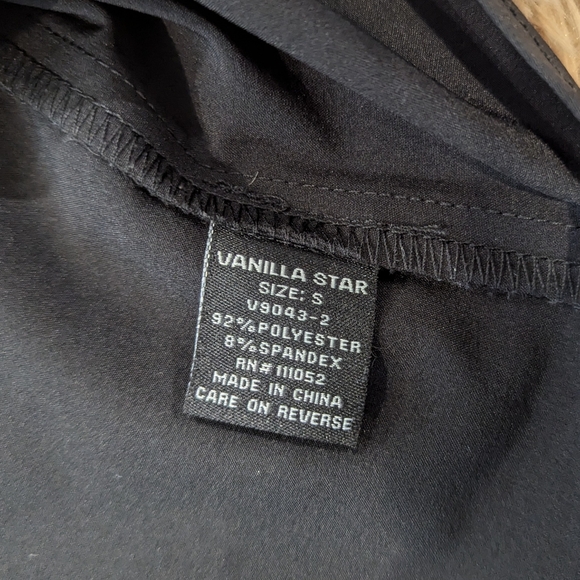 VANILLA STAR
SIZE: S
V9043-2
92%POLYESTER
8%SPANDEX
RN#111052
MADE IN CHINA
CARE ON REVERSE